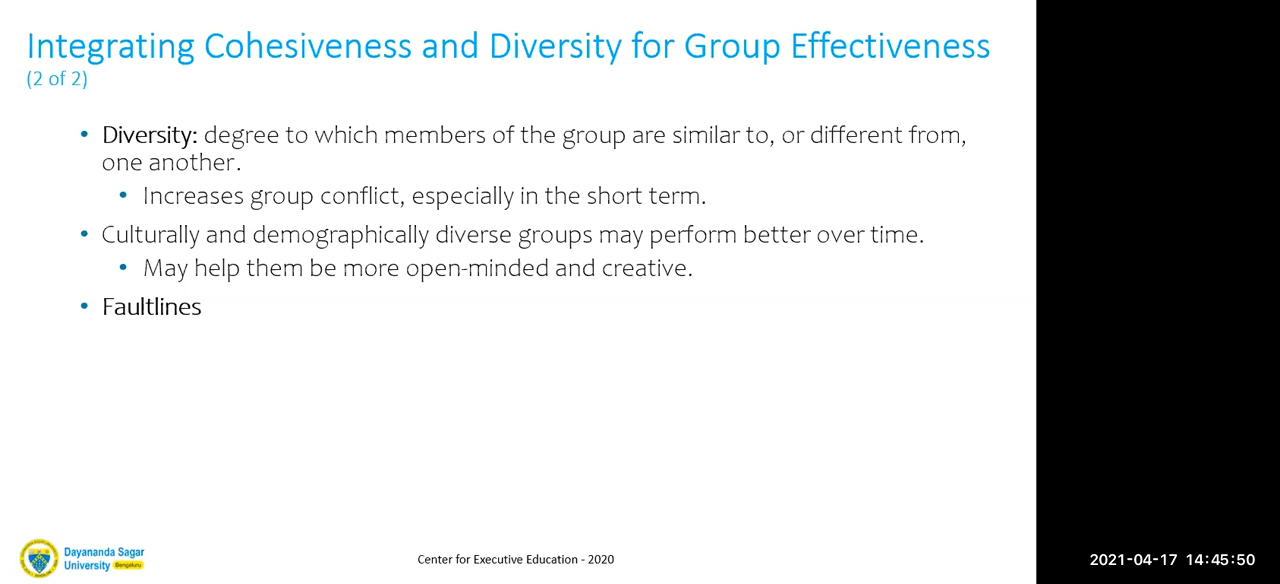 Integrating Cohesiveness and Diversity for Group Effectiveness
(2 of 2)
• Diversity: degree to which members of the group are similar to, or different from,
one another.
• Increases group conflict, especially in the short term.
• Culturally and demographically diverse groups may perform better over time.
• May help them be more open-minded and creative.
• Faultlines
Dayananda Sagar
University Bengaluru
Center for Executive Education - 2020
2021-04-17 14:45:50